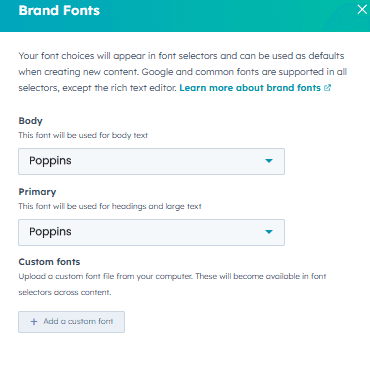 Brand Fonts
Your font choices will appear in font selectors and can be used as defaults
when creating new content. Google and common fonts are supported in all
selectors, except the rich text editor. Learn more about brand fonts
Body
This font will be used for body text
Poppins
Primary
This font will be used for headings and large text
Poppins
Custom fonts
Upload a custom font file from your computer. These will become available in font
selectors across content.
+ Add a custom font